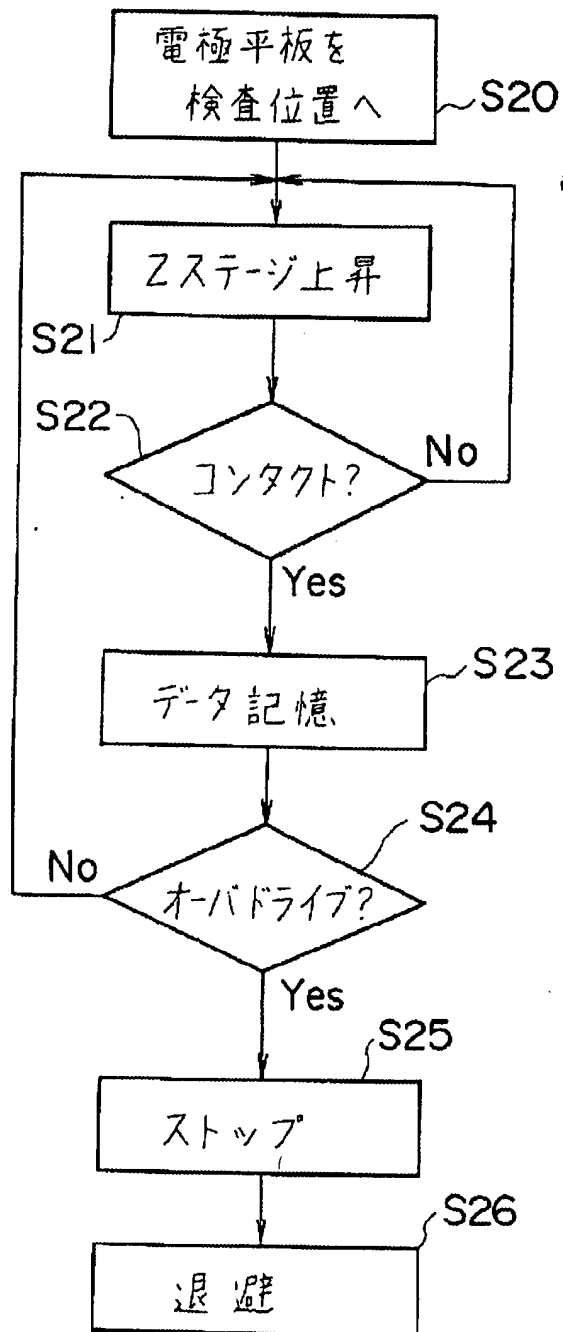 電極平板を
検査位置へ
S20
Zステージ上昇
S21
S22
コンタクト?
No
Yes
S23
データ記憶
S24
No
オーバドライブ?
Yes
S25
ストップ
S26
退避